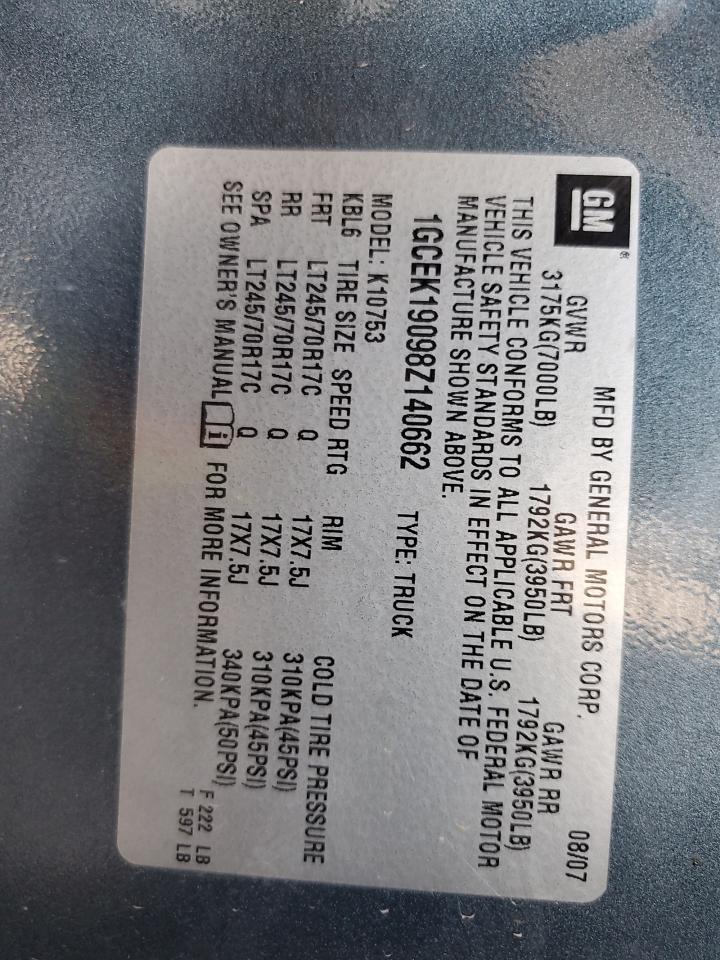 GM®
MFD BY GENERAL MOTORS CORP. 08/07
GVWR GAWR FRT GAWR RR
3175KG(7000LB) 1792KG(3950LB) 1792KG(3950LB)
THIS VEHICLE CONFORMS TO ALL APPLICABLE U.S. FEDERAL MOTOR
VEHICLE SAFETY STANDARDS IN EFFECT ON THE DATE OF
MANUFACTURE SHOWN ABOVE.
1GCEK19098Z140662 TYPE: TRUCK
MODEL: K10753
KBL6 TIRE SIZE SPEED RTG RIM COLD TIRE PRESSURE
FRT LT245/70R17C Q 17X7.5J 310KPA(45PSI)
RR LT245/70R17C Q 17X7.5J 310KPA(45PSI)
SPA LT245/70R17C Q 17X7.5J 340KPA(50PSI)
SEE OWNER'S MANUAL i FOR MORE INFORMATION.
F 222 LB
T 597 LB